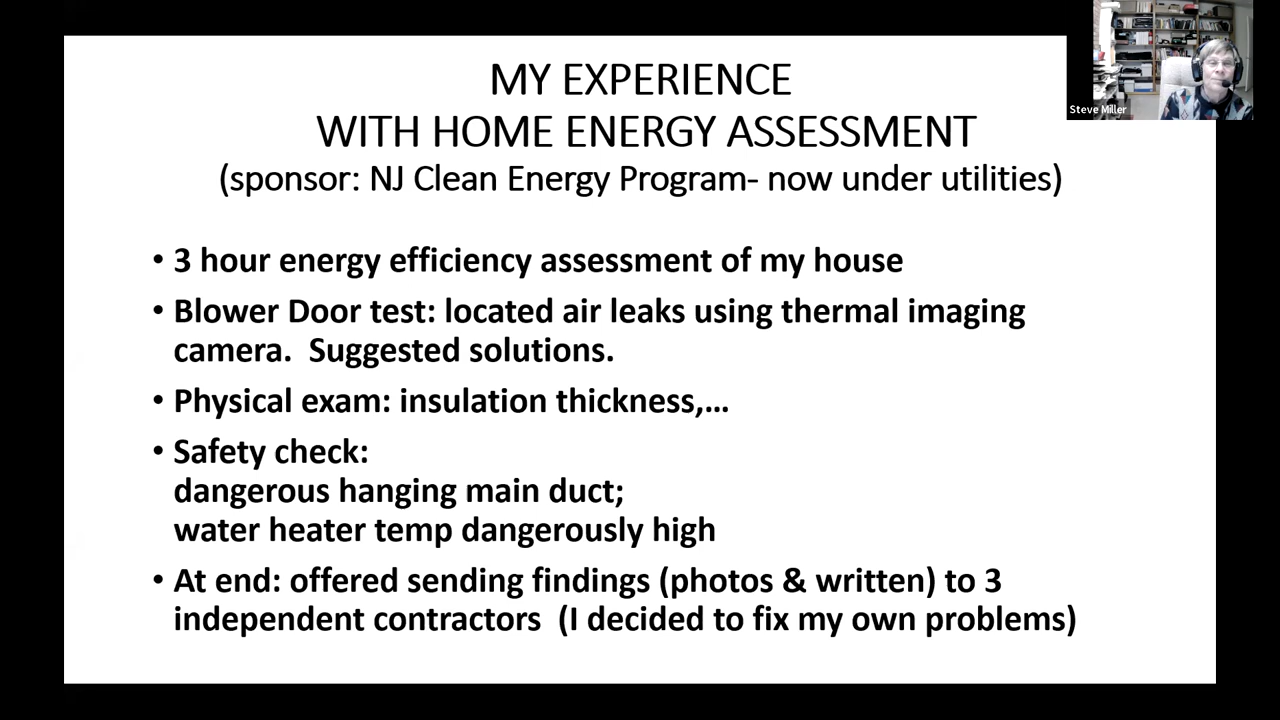 MY EXPERIENCE
WITH HOME ENERGY ASSESSMENT
(sponsor: NJ Clean Energy Program- now under utilities)
Steve Miller
• 3 hour energy efficiency assessment of my house
• Blower Door test: located air leaks using thermal imaging
camera.  Suggested solutions.
• Physical exam: insulation thickness,...
• Safety check:
dangerous hanging main duct;
water heater temp dangerously high
• At end: offered sending findings (photos & written) to 3
independent contractors  (I decided to fix my own problems)